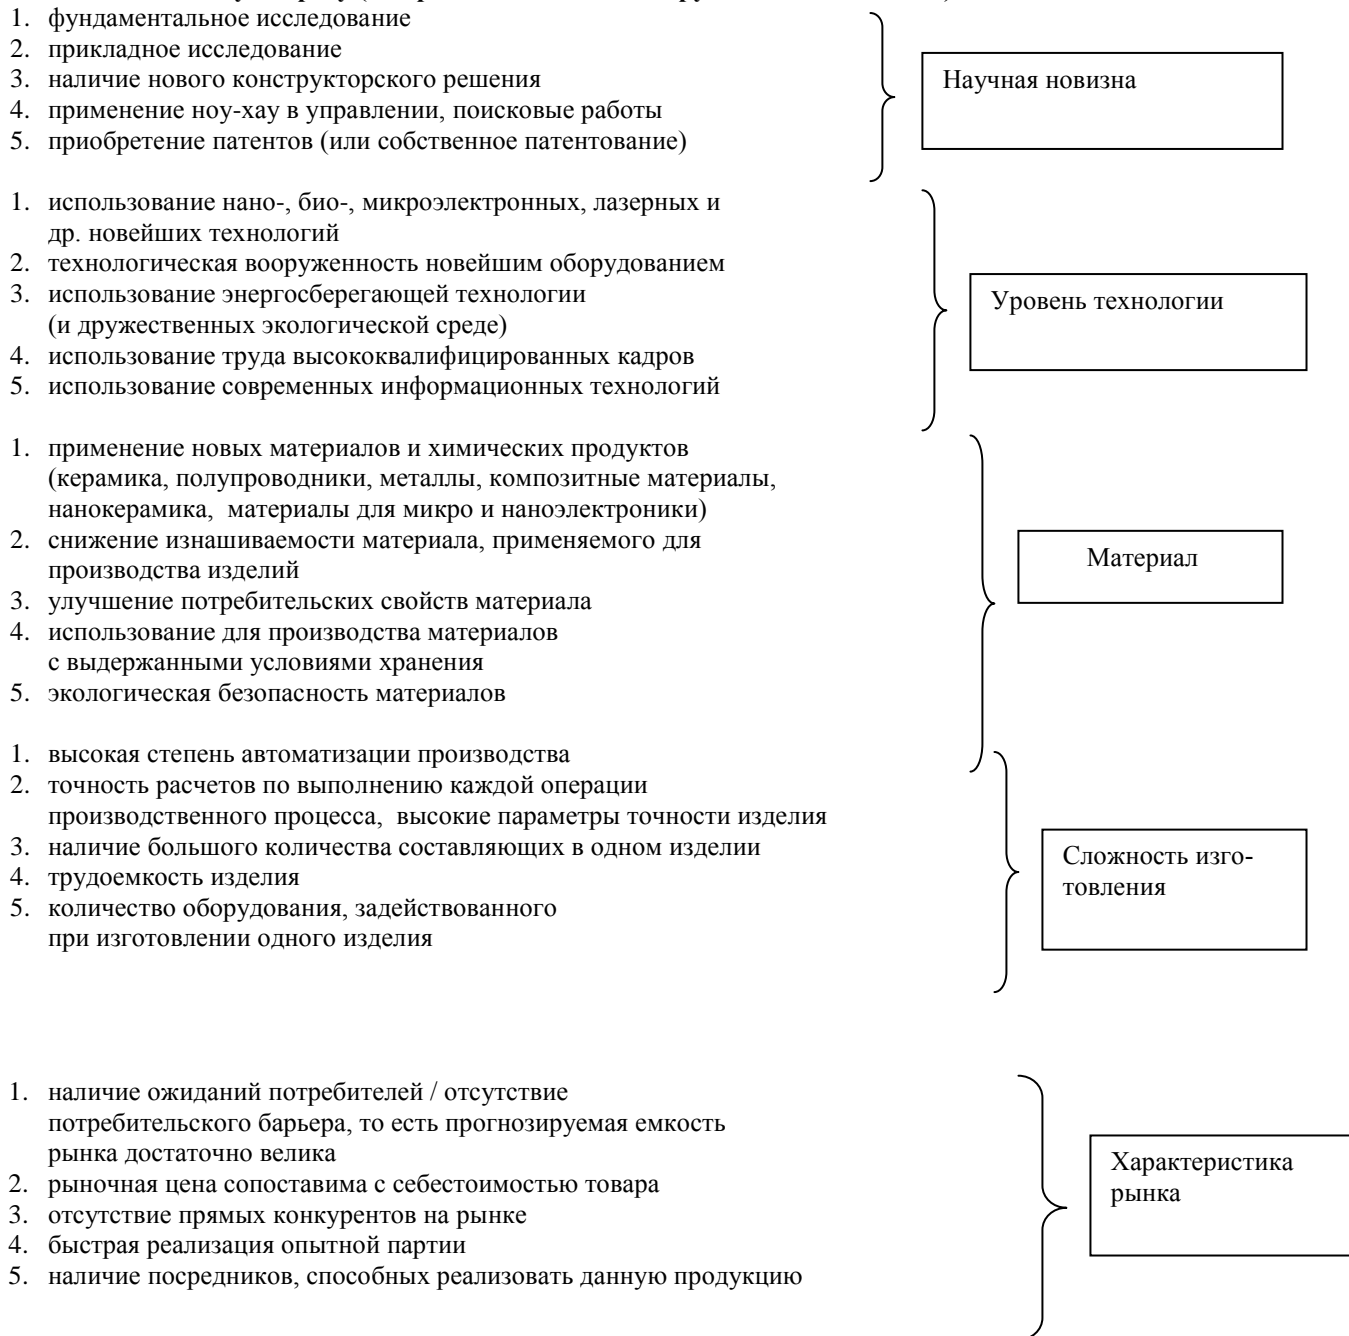 1. фундаментальное исследование
2. прикладное исследование
3. наличие нового конструкторского решения
4. применение ноу-хау в управлении, поисковые работы
5. приобретение патентов (или собственное патентование)
Научная новизна
1. использование нано-, био-, микроэлектронных, лазерных и
др. новейших технологий
2. технологическая вооруженность новейшим оборудованием
3. использование энергосберегающей технологии
(и дружественных экологической среде)
4. использование труда высококвалифицированных кадров
5. использование современных информационных технологий
Уровень технологии
1. применение новых материалов и химических продуктов
(керамика, полупроводники, металлы, композитные материалы,
нанокерамика, материалы для микро и наноэлектроники)
2. снижение изнашиваемости материала, применяемого для
производства изделий
3. улучшение потребительских свойств материала
4. использование для производства материалов
с выдержанными условиями хранения
5. экологическая безопасность материалов
Материал
1. высокая степень автоматизации производства
2. точность расчетов по выполнению каждой операции
производственного процесса, высокие параметры точности изделия
3. наличие большого количества составляющих в одном изделии
4. трудоемкость изделия
5. количество оборудования, задействованного
при изготовлении одного изделия
Сложность изго-
товления
1. наличие ожиданий потребителей / отсутствие
потребительского барьера, то есть прогнозируемая емкость
рынка достаточно велика
2. рыночная цена сопоставима с себестоимостью товара
3. отсутствие прямых конкурентов на рынке
4. быстрая реализация опытной партии
5. наличие посредников, способных реализовать данную продукцию
Характеристика
рынка